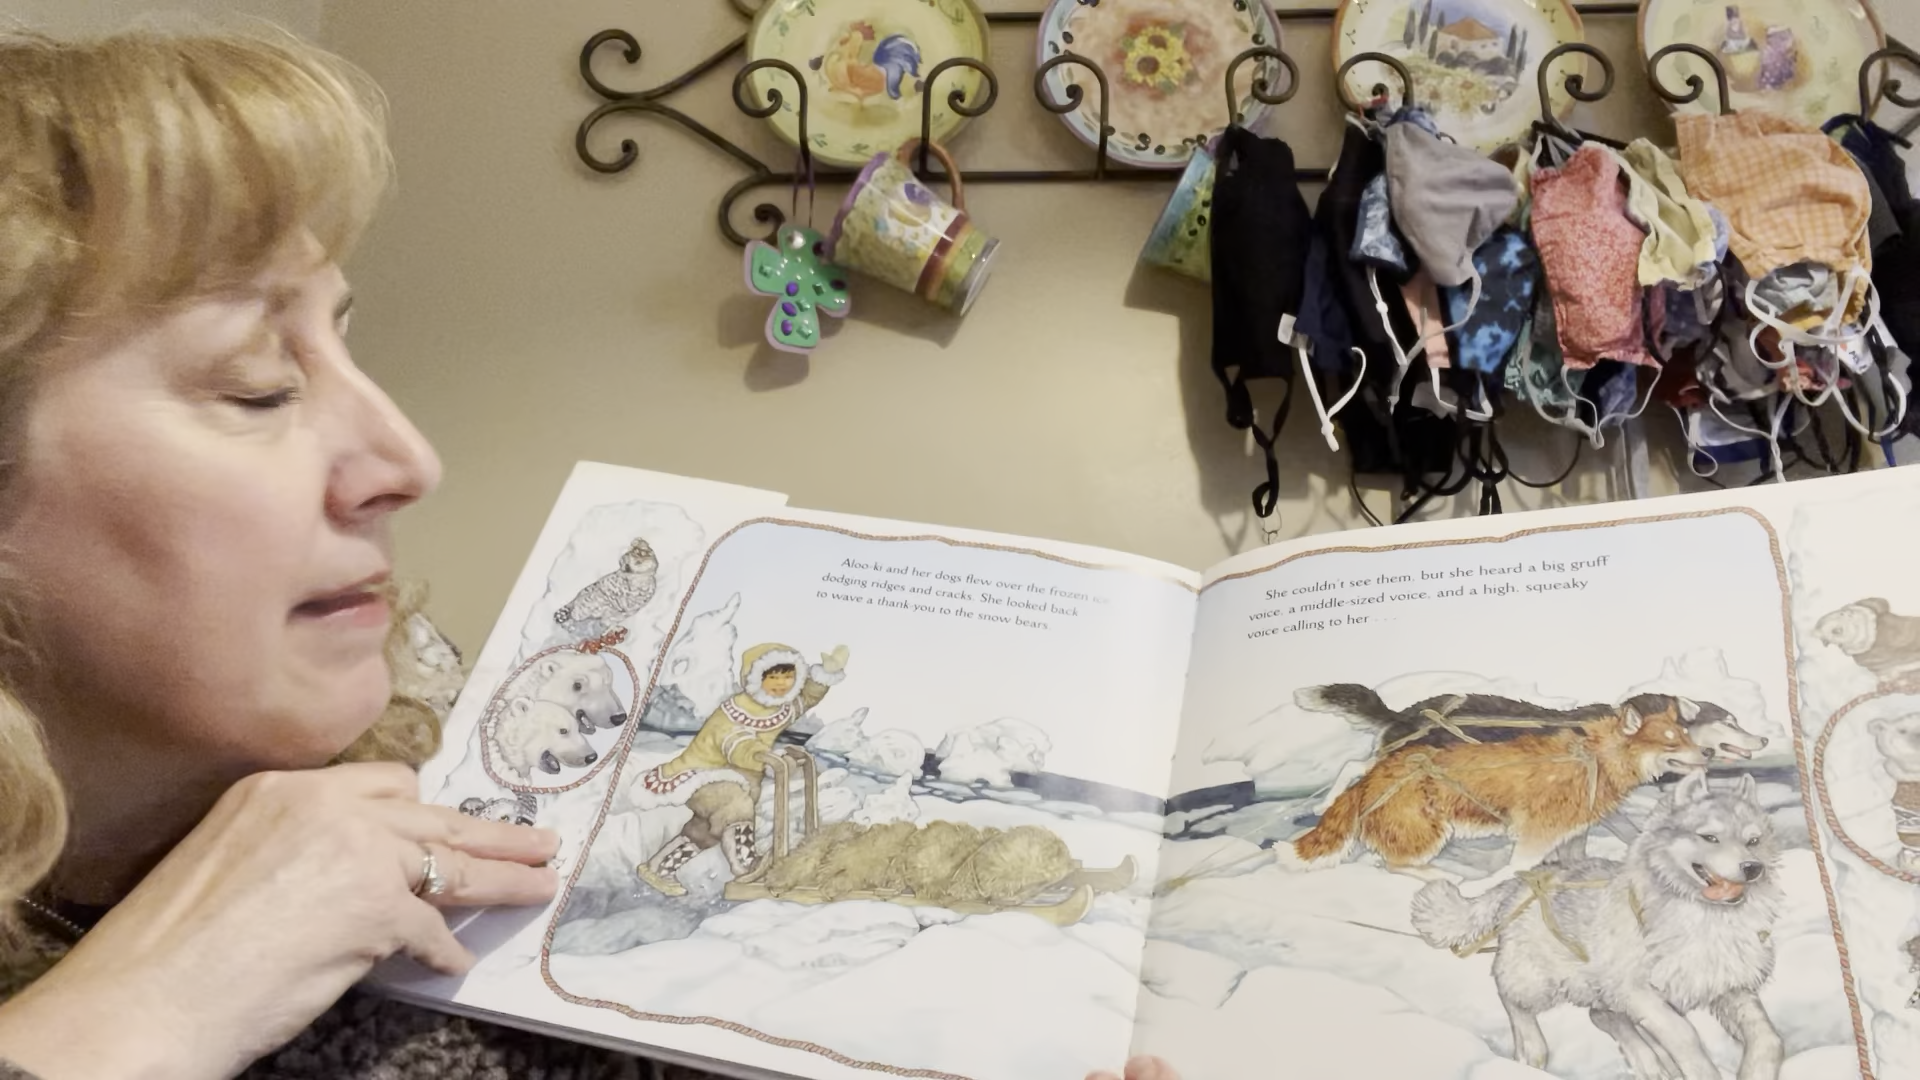 Aloo-ki and her dogs flew over the frozen ice,
dodging ridges and cracks. She looked back
to wave a thank-you to the snow bears.
She couldn't see them, but she heard a big gruff
voice, a middle-sized voice, and a high, squeaky
voice calling to her . . .